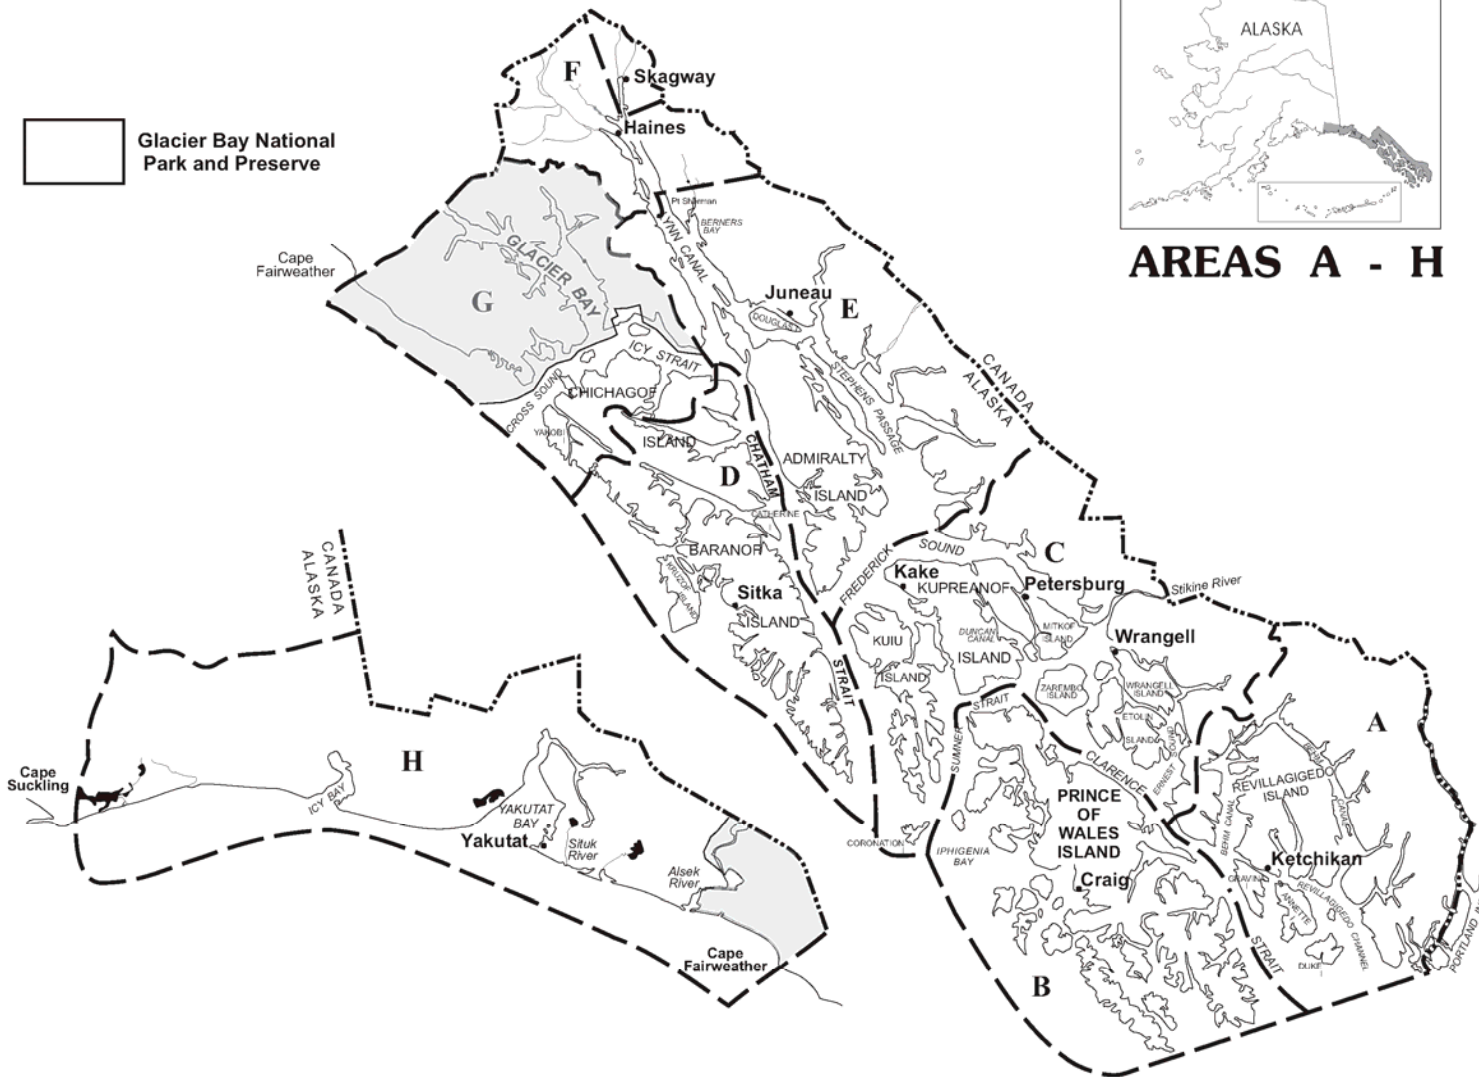 ALASKA
AREAS A - H
Glacier Bay National
Park and Preserve
F
Skagway
Haines
Pt Sherman
BERNERS
BAY
LYNN CANAL
Cape
Fairweather
GLACIER BAY
G
Juneau
DOUGLAS
E
ICY STRAIT
CROSS SOUND
CHICHAGOF
ISLAND
YAKOBI
I
STEPHENS PASSAGE
CANADA
ALASKA
CHATHAM
STRAIT
D
ADMIRALTY
ISLAND
CATHERINE
I
BARANOF
ISLAND
KRUZOF
ISLAND
Sitka
FREDERICK
SOUND
C
Kake
KUPREANOF
ISLAND
Petersburg
Stikine River
KUIU
ISLAND
DUNCAN
CANAL
MITKOF
ISLAND
Wrangell
ZAREMBO
ISLAND
WRANGELL
ISLAND
ETOLIN
ISLAND
SUMNER
STRAIT
CLARENCE
STRAIT
ERNEST SOUND
A
PRINCE
OF
WALES
ISLAND
REVILLAGIGEDO
ISLAND
BEHM CANAL
BEHM
CANAL
CORONATION
I
IPHIGENIA
BAY
Craig
Ketchikan
GRAVINA
I
ANNETTE
I
REVILLAGIGEDO CHANNEL
DUKE
I
B
CANADA
ALASKA
H
Cape
Suckling
ICY BAY
YAKUTAT
BAY
Yakutat
Situk
River
Alsek
River
Cape
Fairweather